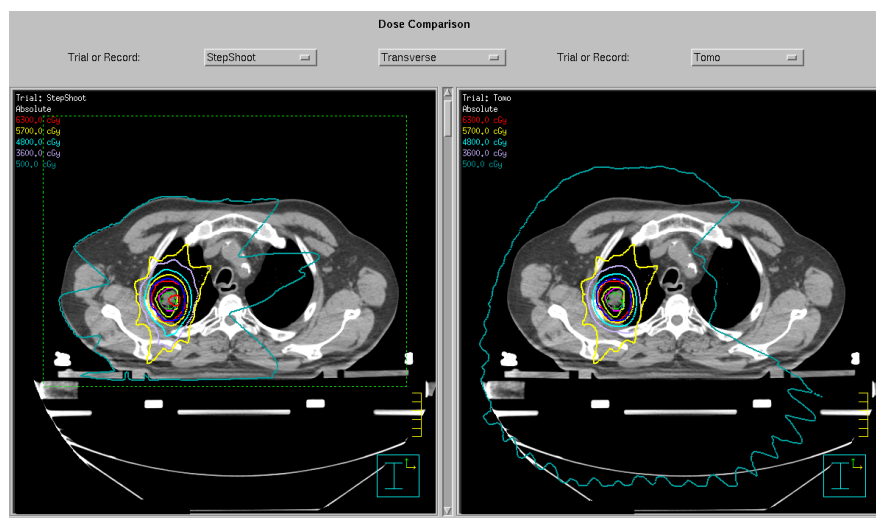 Dose Comparison
Trial or Record: StepShoot Transverse Trial or Record: Tomo
Trial: StepShoot
Absolute
6300.0 cGy
5700.0 cGy
4800.0 cGy
3600.0 cGy
500.0 cGy
Trial: Tomo
Absolute
6300.0 cGy
5700.0 cGy
4800.0 cGy
3600.0 cGy
500.0 cGy